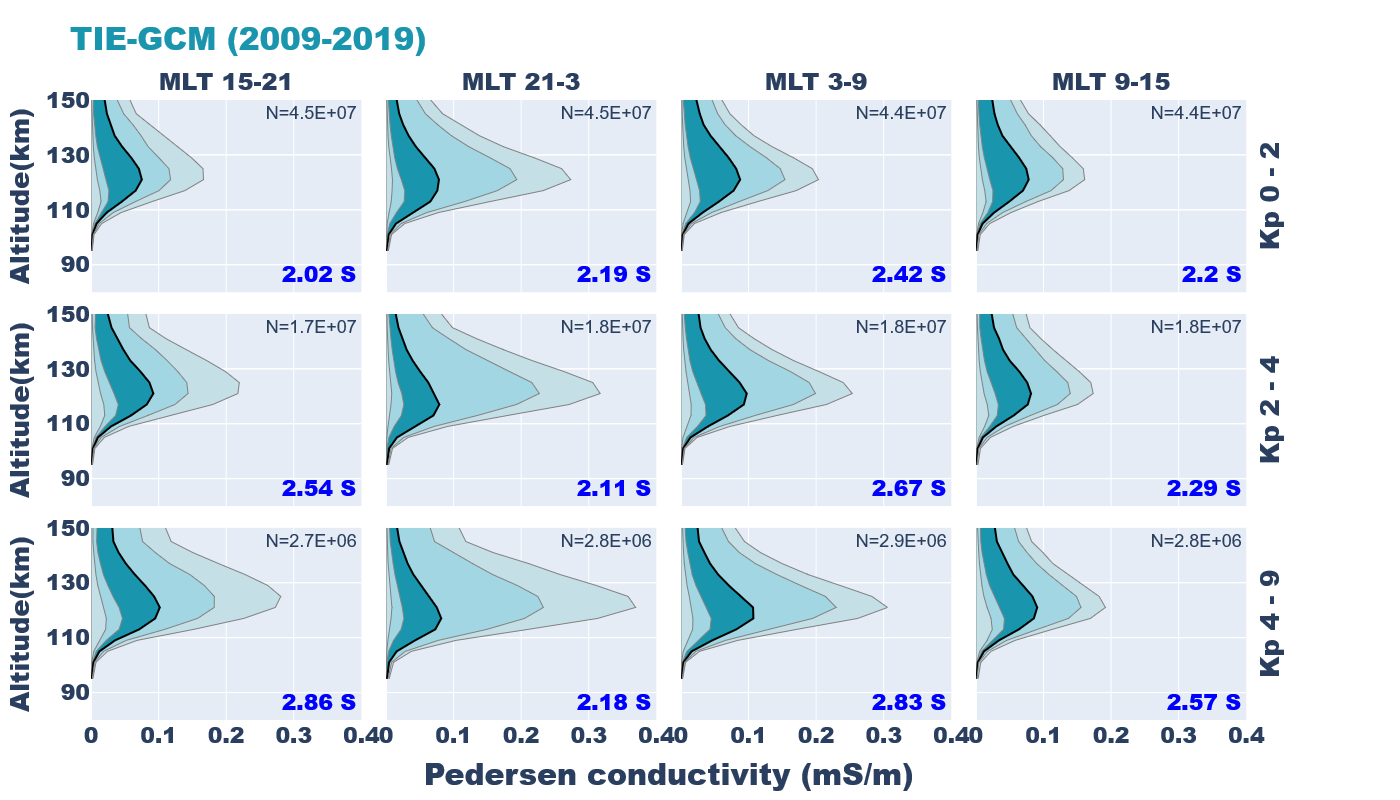 TIE-GCM (2009-2019)
MLT 15-21 MLT 21-3 MLT 3-9 MLT 9-15
150 N=4.5E+07 N=4.5E+07 N=4.4E+07 N=4.4E+07
130
110
90
Altitude(km)
2.02 S 2.19 S 2.42 S 2.2 S
Kp 0 - 2
150 N=1.7E+07 N=1.8E+07 N=1.8E+07 N=1.8E+07
130
110
90
Altitude(km)
2.54 S 2.11 S 2.67 S 2.29 S
Kp 2 - 4
150 N=2.7E+06 N=2.8E+06 N=2.9E+06 N=2.8E+06
130
110
90
Altitude(km)
2.86 S 2.18 S 2.83 S 2.57 S
Kp 4 - 9
0 0.1 0.2 0.3 0.4 0 0.1 0.2 0.3 0.4 0 0.1 0.2 0.3 0.4 0 0.1 0.2 0.3 0.4
Pedersen conductivity (mS/m)